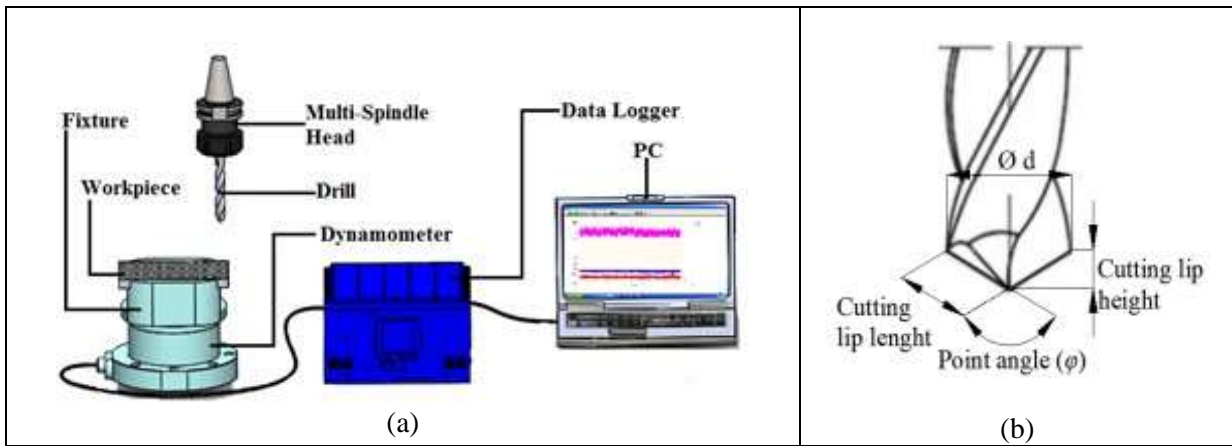 Fixture
Multi-Spindle
Head
Data Logger
PC
Workpiece
Drill
Dynamometer
(a)
Ø d
Cutting lip
height
Cutting
lip lenght
Point angle (φ)
(b)